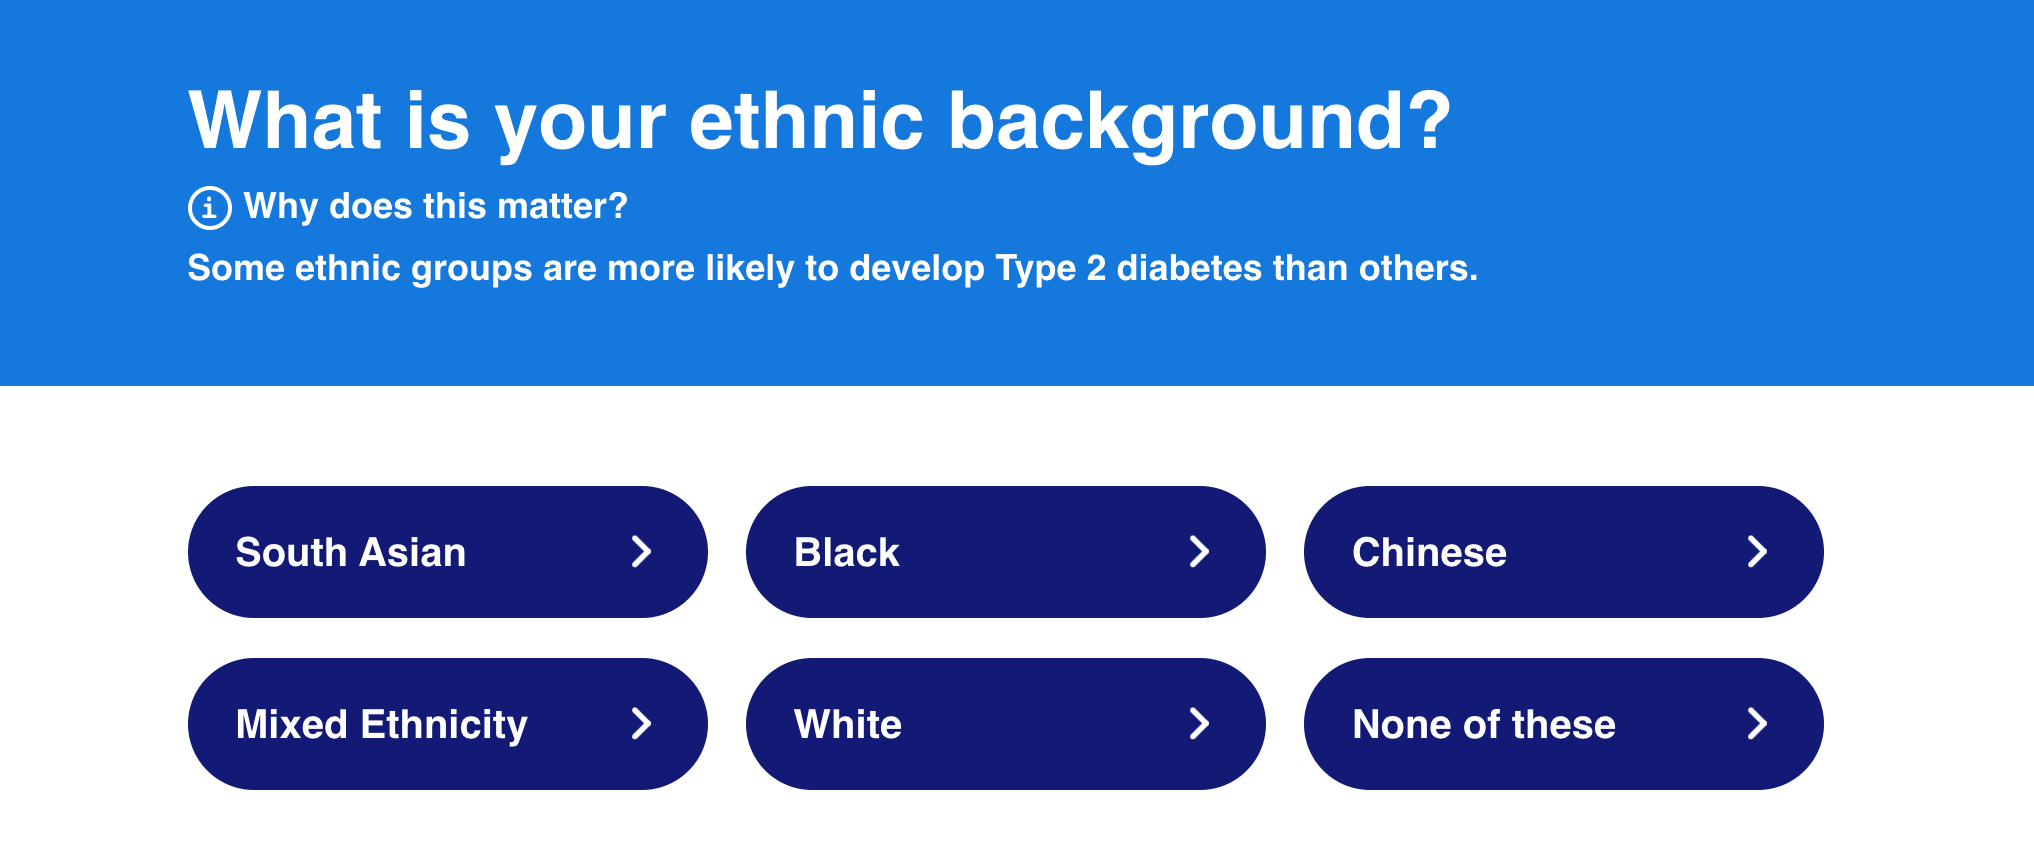 What is your ethnic background?
Why does this matter?
Some ethnic groups are more likely to develop Type 2 diabetes than others.
South Asian
Black
Chinese
Mixed Ethnicity
White
None of these